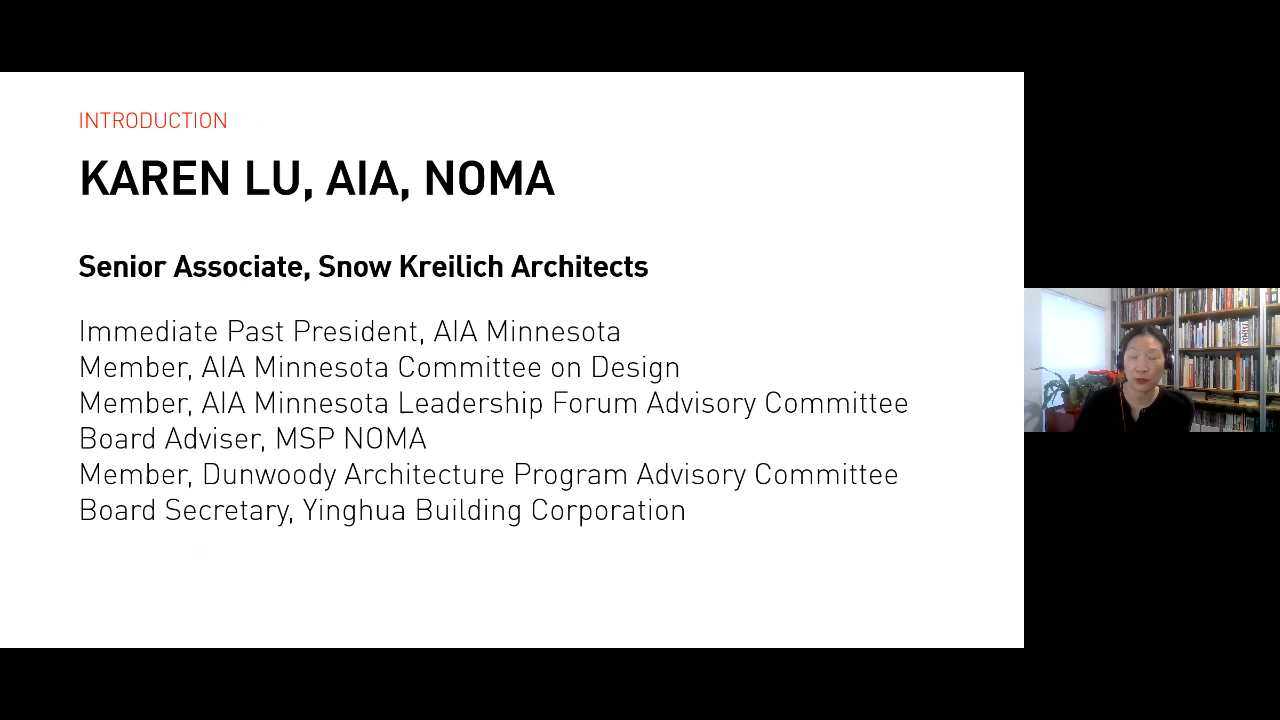 INTRODUCTION
KAREN LU, AIA, NOMA
Senior Associate, Snow Kreilich Architects
Immediate Past President, AIA Minnesota
Member, AIA Minnesota Committee on Design
Member, AIA Minnesota Leadership Forum Advisory Committee
Board Adviser, MSP NOMA
Member, Dunwoody Architecture Program Advisory Committee
Board Secretary, Yinghua Building Corporation